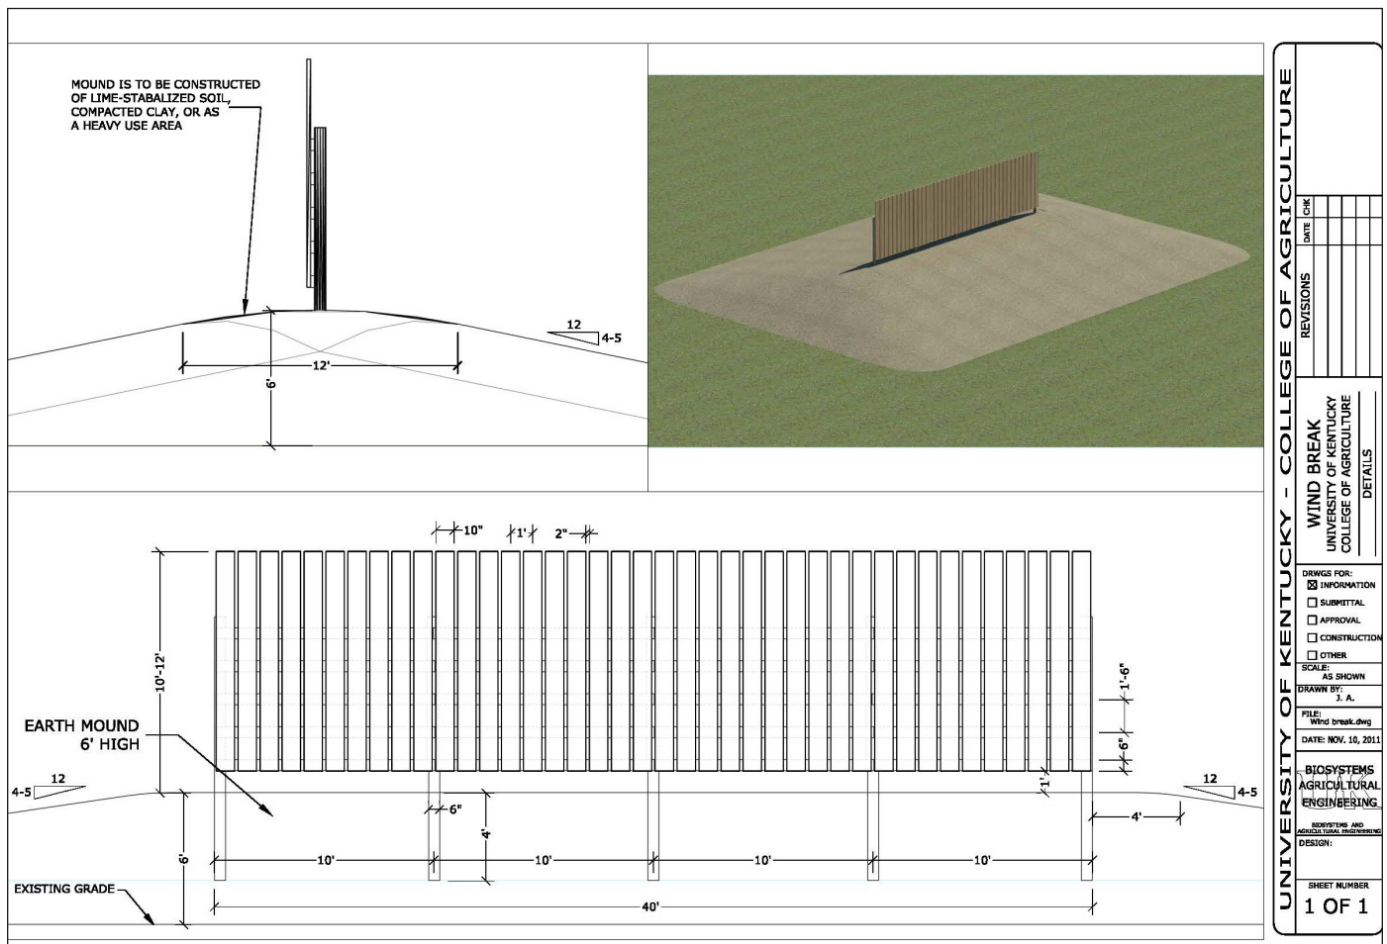 MOUND IS TO BE CONSTRUCTED
OF LIME-STABALIZED SOIL,
COMPACTED CLAY, OR AS
A HEAVY USE AREA
12
4-5
12'
6'
10"
1'
2"
10'-12'
EARTH MOUND
6' HIGH
12
4-5
6'
EXISTING GRADE
6"
4'
10'
10'
10'
10'
40'
1'-6"
6"
1'
12
4-5
4'
UNIVERSITY OF KENTUCKY - COLLEGE OF AGRICULTURE
REVISIONS
DATE
CHK
WIND BREAK
UNIVERSITY OF KENTUCKY
COLLEGE OF AGRICULTURE
DETAILS
DRWGS FOR:
INFORMATION
SUBMITTAL
APPROVAL
CONSTRUCTION
OTHER
SCALE:
AS SHOWN
DRAWN BY:
J. A.
FILE:
Wind break.dwg
DATE: NOV. 10, 2011
BIOSYSTEMS
AGRICULTURAL
ENGINEERING
BIOSYSTEMS AND
AGRICULTURAL ENGINEERING
DESIGN:
SHEET NUMBER
1 OF 1